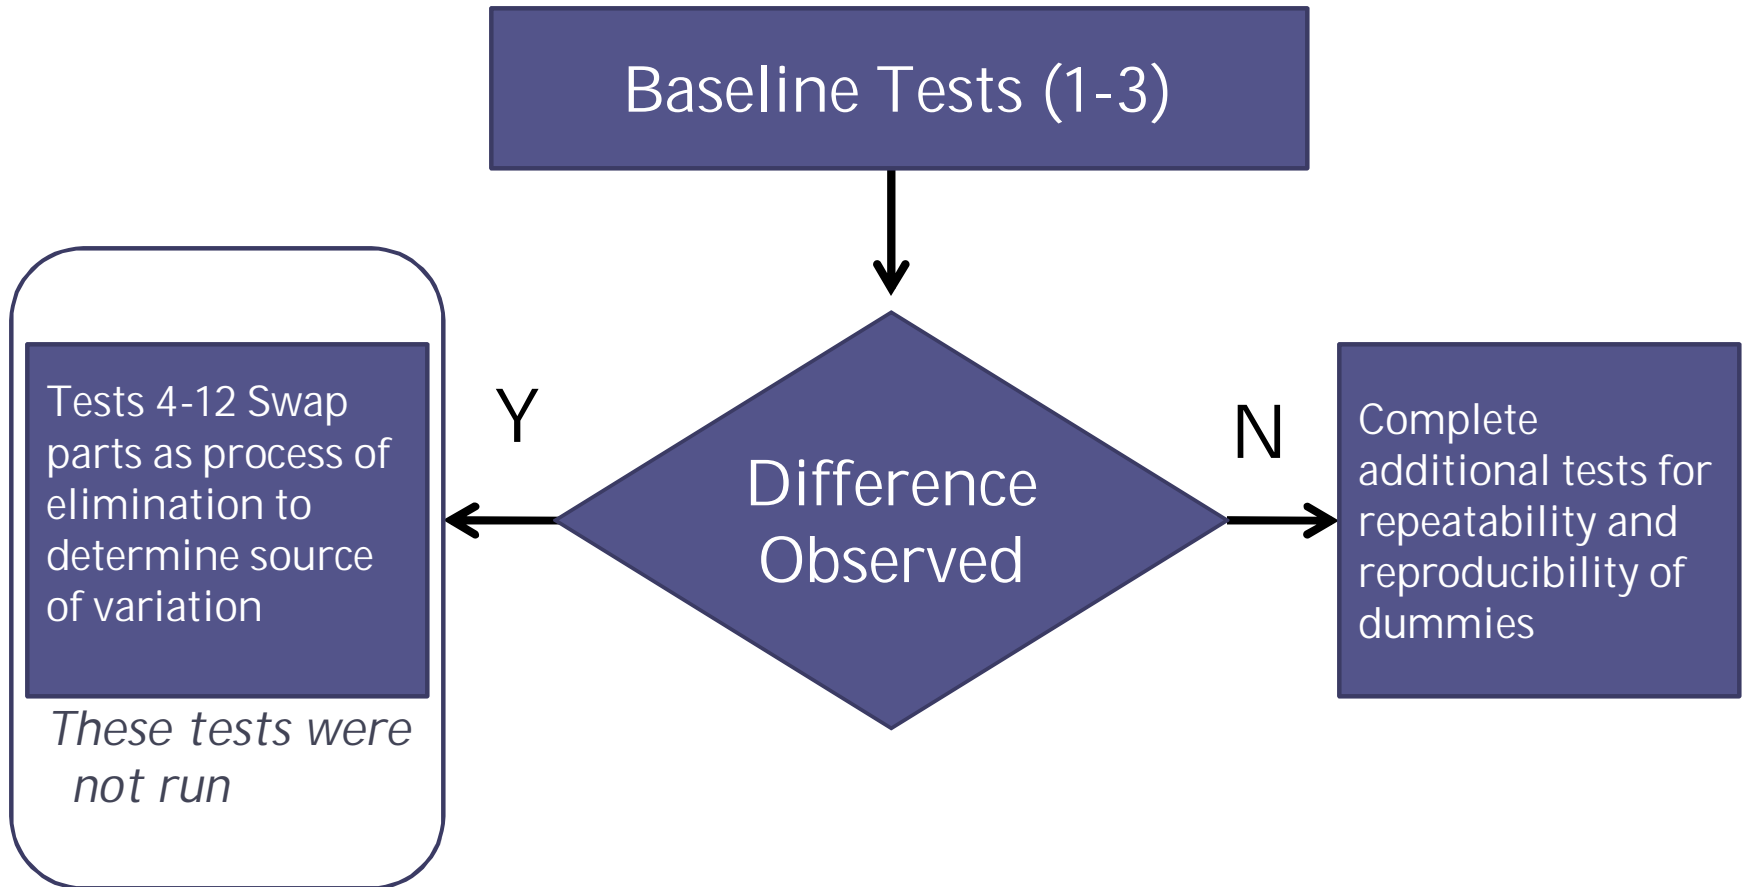 Baseline Tests (1-3)
Tests 4-12 Swap
parts as process of
elimination to
determine source
of variation
These tests were
not run
Y
Difference
Observed
N
Complete
additional tests for
repeatability and
reproducibility of
dummies